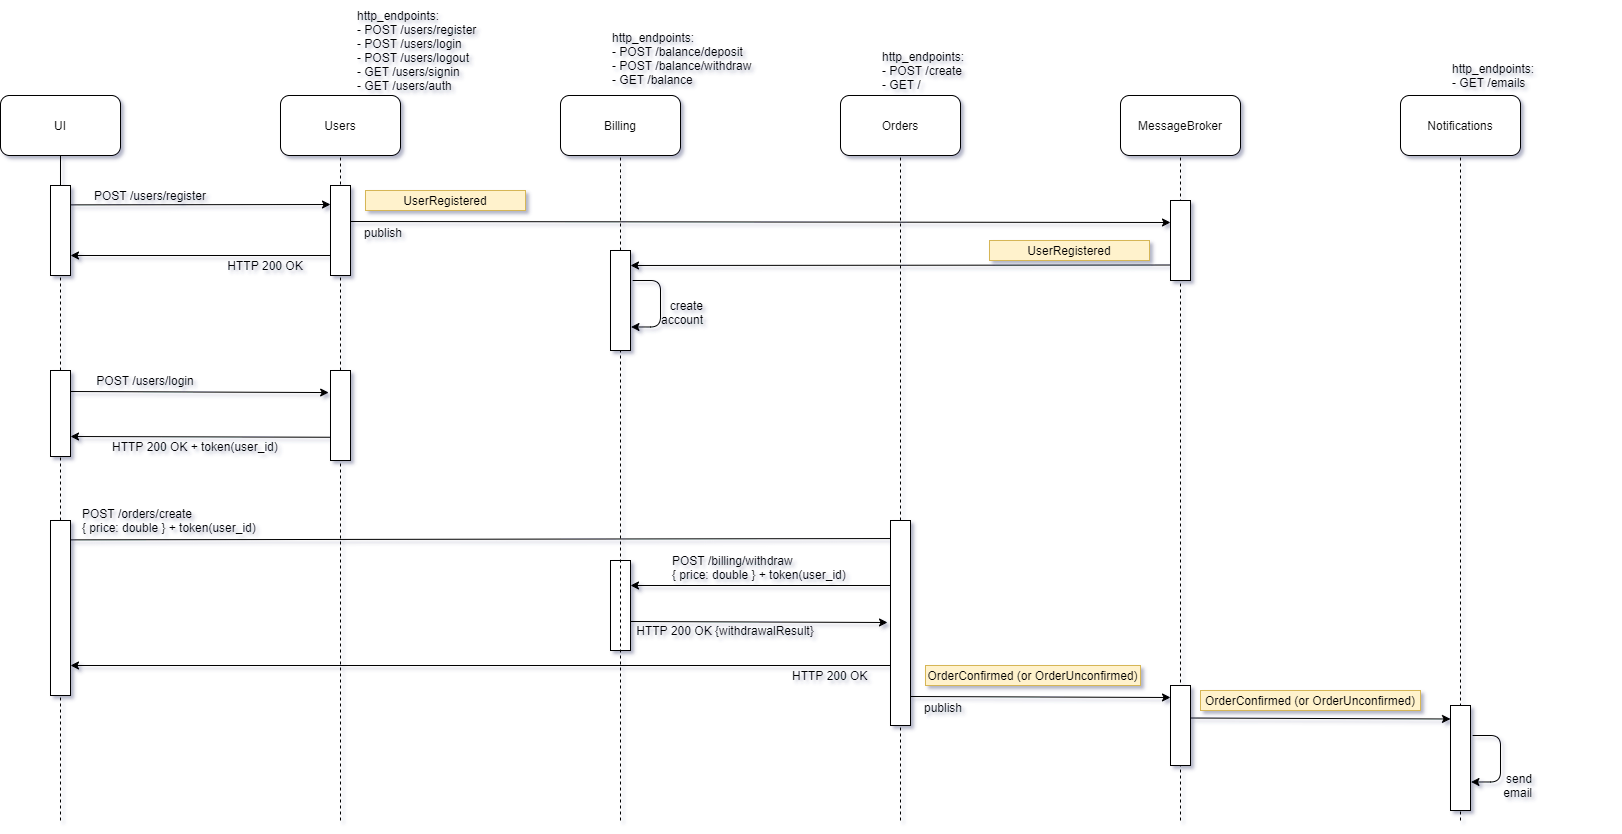 http_endpoints:
- POST /users/register
- POST /users/login
- POST /users/logout
- GET /users/signin
- GET /users/auth
http_endpoints:
- POST /balance/deposit
- POST /balance/withdraw
- GET /balance
http_endpoints:
- POST /create
- GET /
http_endpoints:
- GET /emails
UI
Users
Billing
Orders
MessageBroker
Notifications
POST /users/register
UserRegistered
publish
UserRegistered
HTTP 200 OK
create
account
POST /users/login
HTTP 200 OK + token(user_id)
POST /orders/create
{ price: double } + token(user_id)
POST /billing/withdraw
{ price: double } + token(user_id)
HTTP 200 OK {withdrawalResult}
HTTP 200 OK
OrderConfirmed (or OrderUnconfirmed)
publish
OrderConfirmed (or OrderUnconfirmed)
send
email